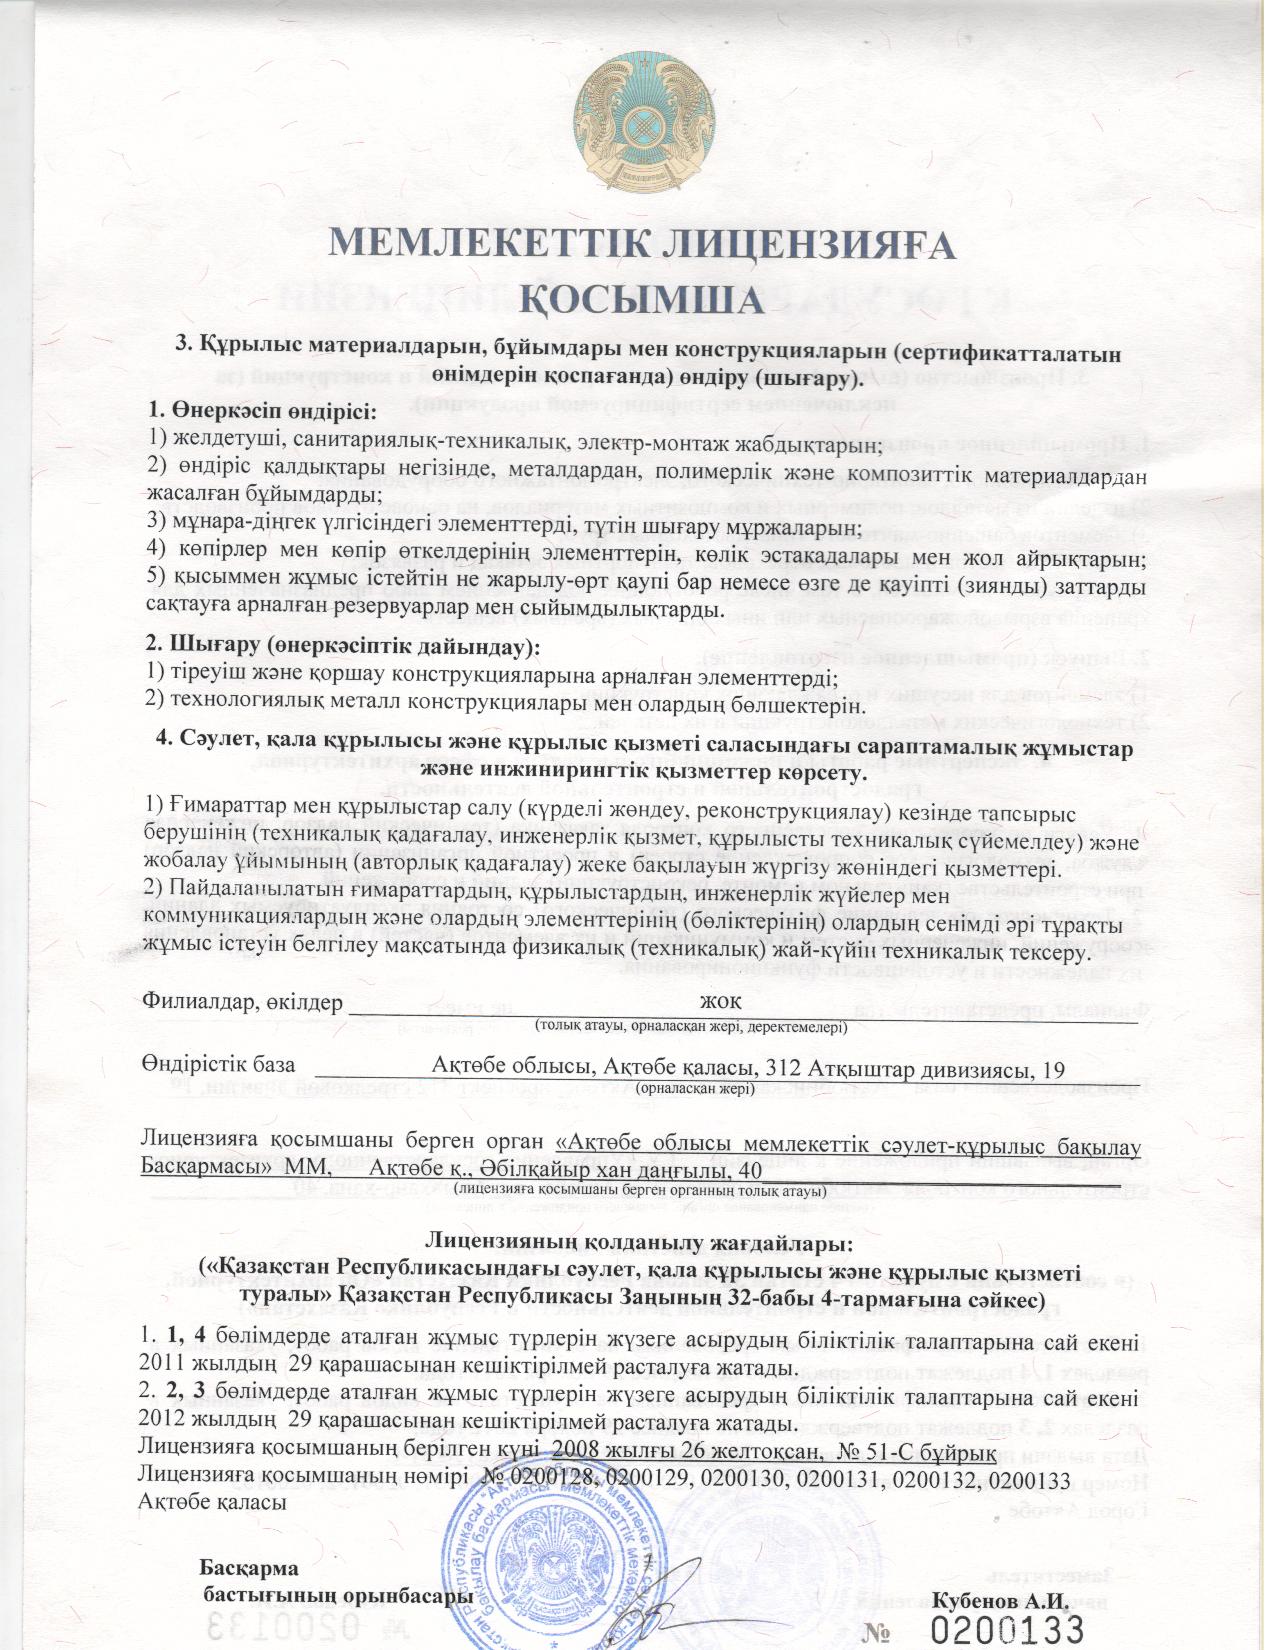 МЕМЛЕКЕТТІК ЛИЦЕНЗИЯҒА
ҚОСЫМША
3. Құрылыс материалдарын, бұйымдары мен конструкцияларын (сертификатталатын
өнімдерін қоспағанда) өндіру (шығару).
1. Өнеркәсіп өндірісі:
1) желдетуші, санитариялық-техникалық, электр-монтаж жабдықтарын;
2) өндіріс қалдықтары негізінде, металдардан, полимерлік және композиттік материалдардан
жасалған бұйымдарды;
3) мұнара-діңгек үлгісіндегі элементтерді, түтін шығару мұржаларын;
4) көпірлер мен көпір өткелдерінің элементтерін, көлік эстакадалары мен жол айрықтарын;
5) қысыммен жұмыс істейтін не жарылу-өрт қаупі бар немесе өзге де қауіпті (зиянды) заттарды
сақтауға арналған резервуарлар мен сыйымдылықтарды.
2. Шығару (өнеркәсіптік дайындау):
1) тіреуіш және қоршау конструкцияларына арналған элементтерді;
2) технологиялық металл конструкциялары мен олардың бөлшектерін.
4. Сәулет, қала құрылысы және құрылыс қызметі саласындағы сараптамалық жұмыстар
және инжинирингтік қызметтер көрсету.
1) Ғимараттар мен құрылыстар салу (күрделі жөндеу, реконструкциялау) кезінде тапсырыс
берушінің (техникалық қадағалау, инженерлік қызмет, құрылысты техникалық сүйемелдеу) және
жобалау ұйымының (авторлық қадағалау) жеке бақылауын жүргізу жөніндегі қызметтері.
2) Пайдаланылатын ғимараттардың, құрылыстардың, инженерлік жүйелер мен
коммуникациялардың және олардың элементтерінің (бөліктерінің) олардың сенімді әрі тұрақты
жұмыс істеуін белгілеу мақсатында физикалық (техникалық) жай-күйін техникалық тексеру.
Филиалдар, өкілдер жоқ
(толық атауы, орналасқан жері, деректемелері)
Өндірістік база Ақтөбе облысы, Ақтөбе қаласы, 312 Атқыштар дивизиясы, 19
(орналасқан жері)
Лицензияға қосымшаны берген орган «Ақтөбе облысы мемлекеттік сәулет-құрылыс бақылау
Басқармасы» ММ, Ақтөбе қ., Әбілқайыр хан даңғылы, 40
(лицензияға қосымшаны берген органның толық атауы)
Лицензияның қолданылу жағдайлары:
(«Қазақстан Республикасындағы сәулет, қала құрылысы және құрылыс қызметі
туралы» Қазақстан Республикасы Заңының 32-бабы 4-тармағына сәйкес)
1. 1, 4 бөлімдерде аталған жұмыс түрлерін жүзеге асырудың біліктілік талаптарына сай екені
2011 жылдың 29 қарашасынан кешіктірілмей расталуға жатады.
2. 2, 3 бөлімдерде аталған жұмыс түрлерін жүзеге асырудың біліктілік талаптарына сай екені
2012 жылдың 29 қарашасынан кешіктірілмей расталуға жатады.
Лицензияға қосымшаның берілген күні 2008 жылғы 26 желтоқсан, № 51-С бұйрық
Лицензияға қосымшаның нөмірі № 0200128, 0200129, 0200130, 0200131, 0200132, 0200133
Ақтөбе қаласы
Басқарма
бастығының орынбасары
Кубенов А.И.
№ 0200133